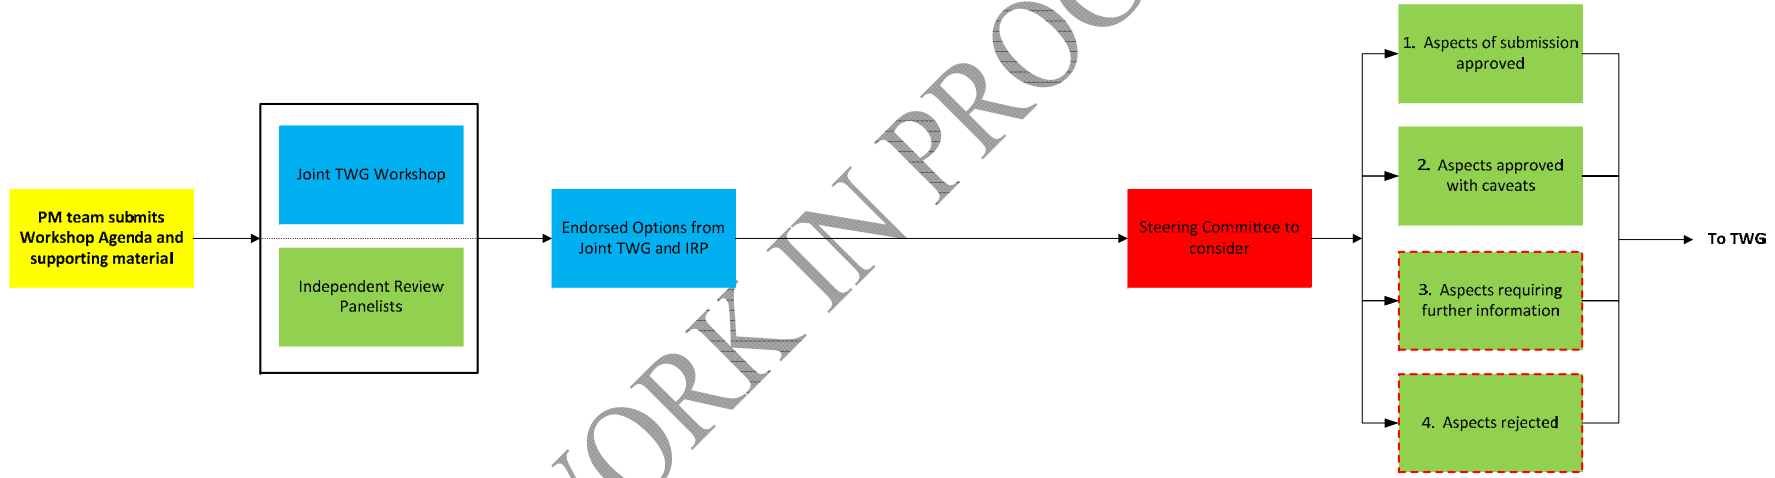 PM team submits
Workshop Agenda and
supporting material
Joint TWG Workshop
Independent Review
Panelists
Endorsed Options from
Joint TWG and IRP
Steering Committee to
consider
1. Aspects of submission
approved
2. Aspects approved
with caveats
3. Aspects requiring
further information
4. Aspects rejected
To TWG
WORK IN PROC